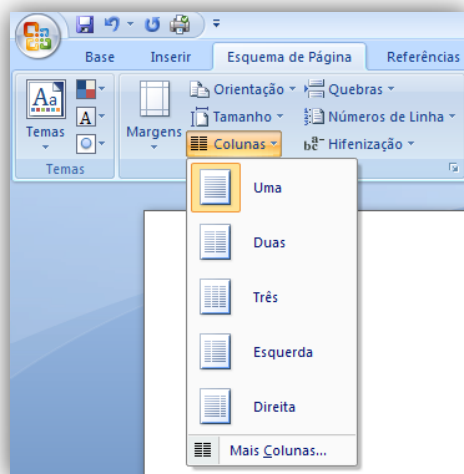 Base Inserir Esquema de Página Referências
Aa Orientação Quebras
A Tamanho Números de Linha
Temas Margens Colunas bc a- Hifenização
Temas
Uma
Duas
Três
Esquerda
Direita
Mais Colunas...